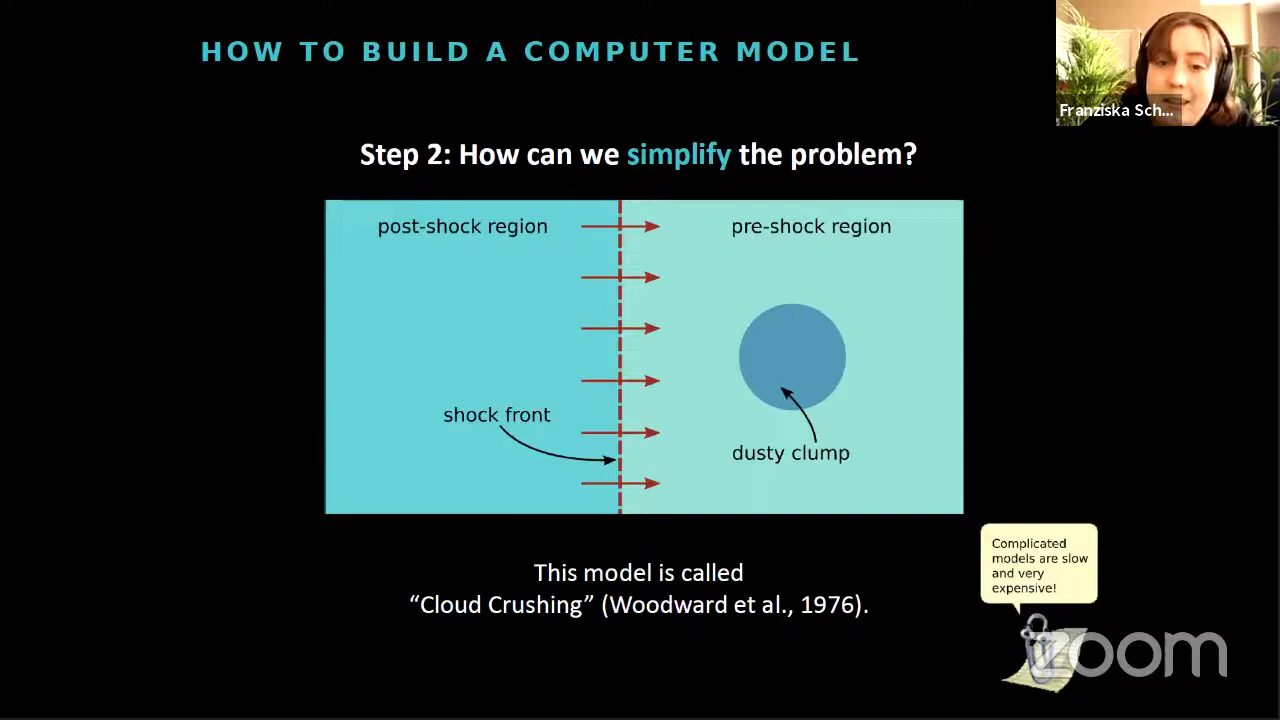 HOW TO BUILD A COMPUTER MODEL
Franziska Sch...
Step 2: How can we simplify the problem?
post-shock region
pre-shock region
shock front
dusty clump
This model is called
“Cloud Crushing” (Woodward et al., 1976).
Complicated
models are slow
and very
expensive!
zoom